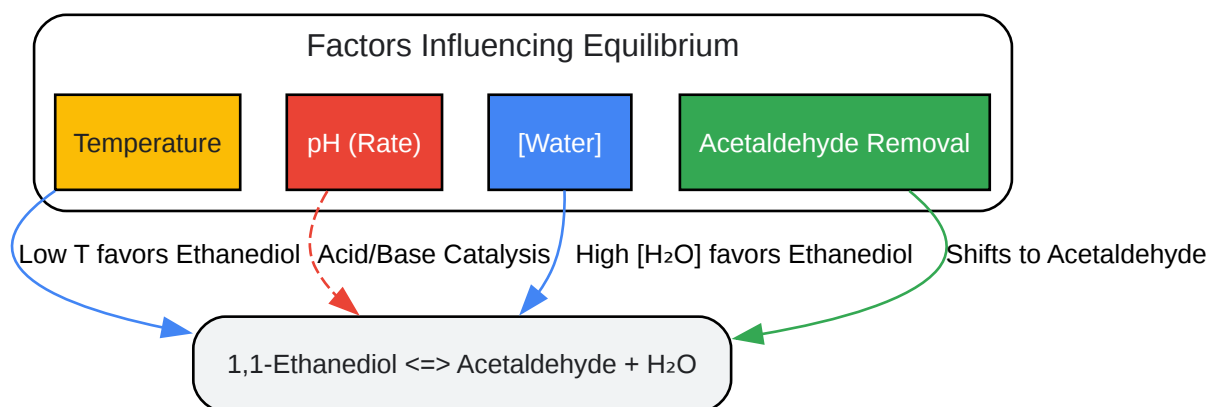 Factors Influencing Equilibrium
Temperature
pH (Rate)
[Water]
Acetaldehyde Removal
Low T favors Ethanediol
Acid/Base Catalysis
High [H₂O] favors Ethanediol
Shifts to Acetaldehyde
1,1-Ethanediol <=> Acetaldehyde + H₂O